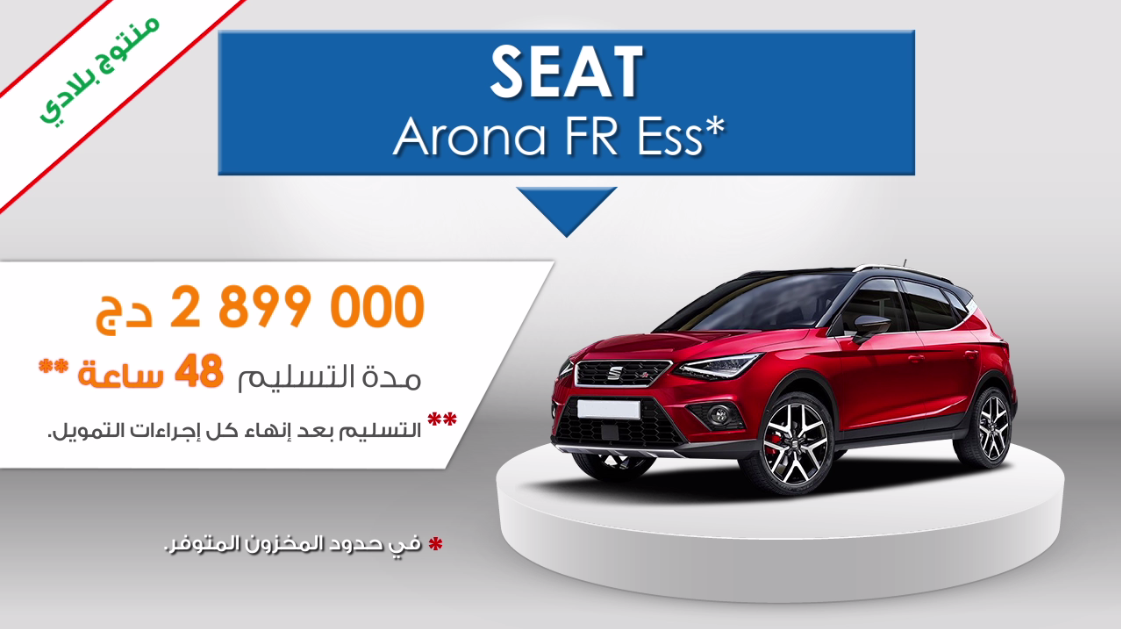 منتوج بلادي
SEAT
Arona FR Ess*
2 899 000 دج
مدة التسليم 48 ساعة **
** التسليم بعد إنهاء كل إجراءات التمويل.
* في حدود المخزون المتوفر.